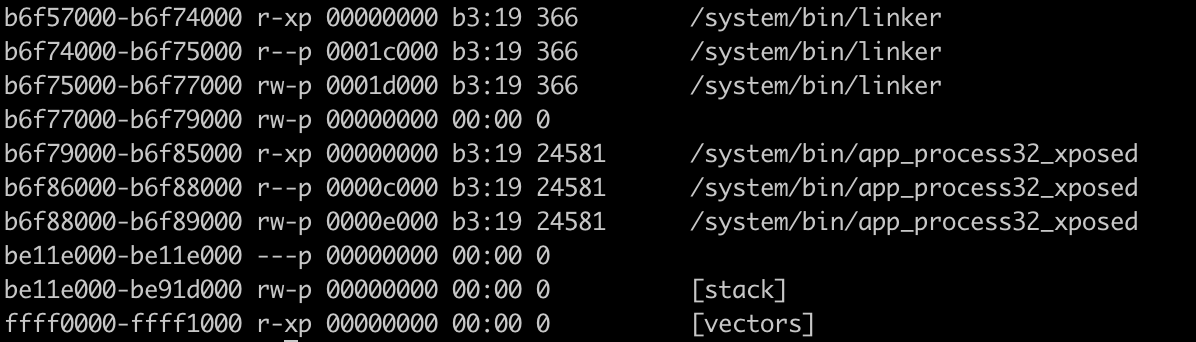 b6f57000-b6f74000 r-xp 00000000 b3:19 366 /system/bin/linker
b6f74000-b6f75000 r--p 0001c000 b3:19 366 /system/bin/linker
b6f75000-b6f77000 rw-p 0001d000 b3:19 366 /system/bin/linker
b6f77000-b6f79000 rw-p 00000000 00:00 0
b6f79000-b6f85000 r-xp 00000000 b3:19 24581 /system/bin/app_process32_xposed
b6f86000-b6f88000 r--p 0000c000 b3:19 24581 /system/bin/app_process32_xposed
b6f88000-b6f89000 rw-p 0000e000 b3:19 24581 /system/bin/app_process32_xposed
be11e000-be11e000 ---p 00000000 00:00 0
be11e000-be91d000 rw-p 00000000 00:00 0 [stack]
ffff0000-ffff1000 r-xp 00000000 00:00 0 [vectors]